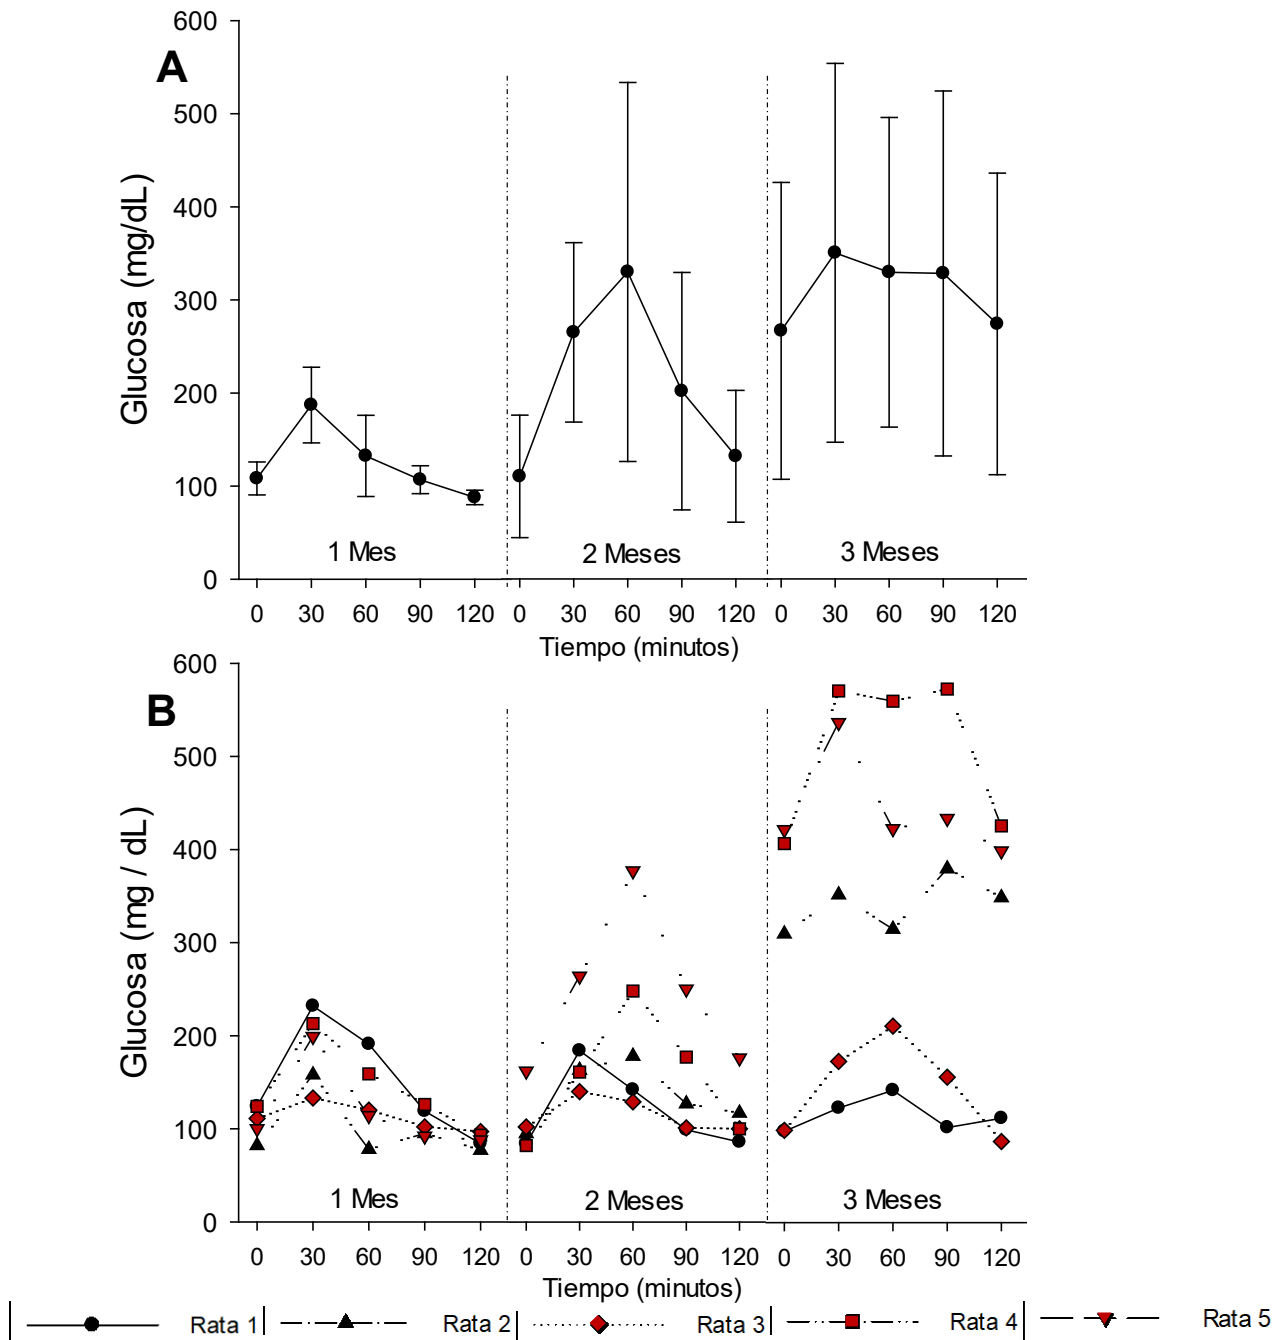 A
Glucosa (mg/dL)
600
500
400
300
200
100
0
1 Mes
2 Meses
3 Meses
0 30 60 90 120 0 30 60 90 120 0 30 60 90 120
Tiempo (minutos)
B
Glucosa (mg / dL)
600
500
400
300
200
100
0
1 Mes
2 Meses
3 Meses
0 30 60 90 120 0 30 60 90 120 0 30 60 90 120
Tiempo (minutos)
Rata 1 Rata 2 Rata 3 Rata 4 Rata 5